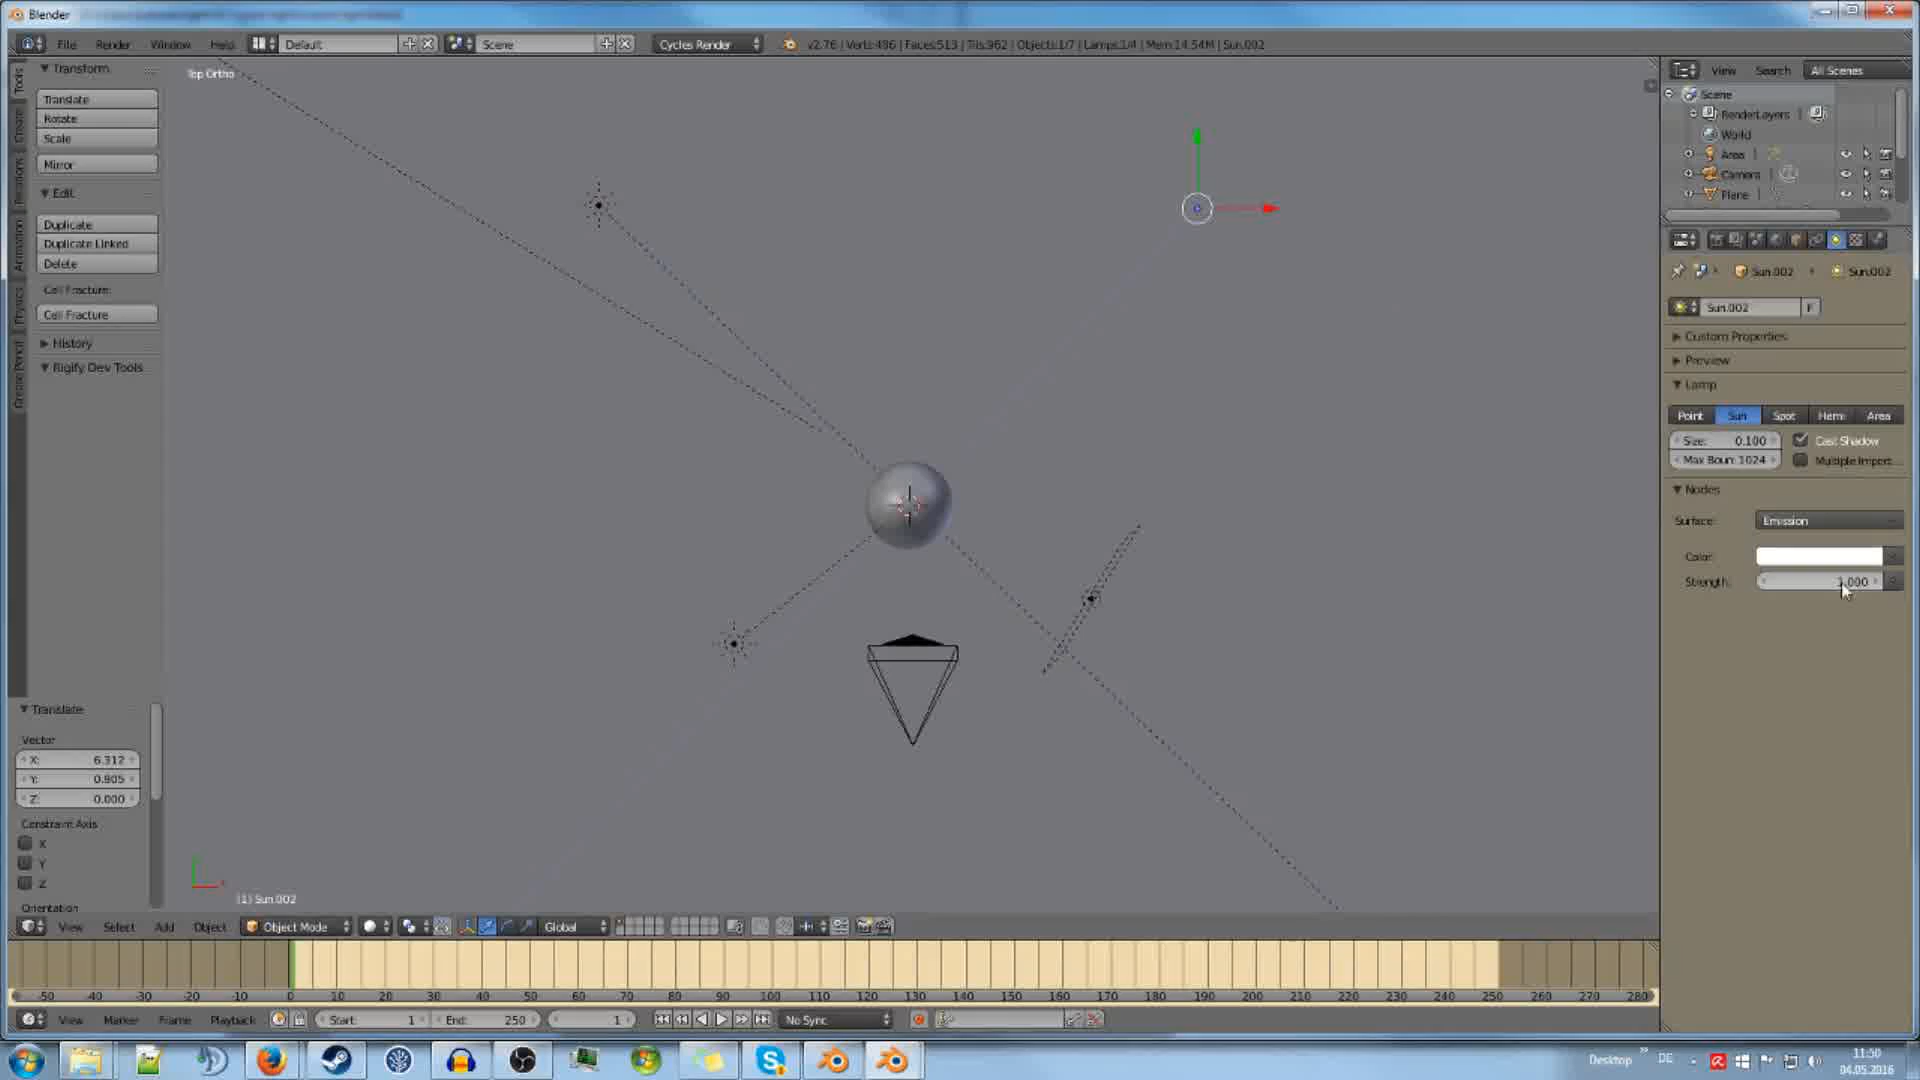 Blender
File Render Window Help Default Scene Cycles Render v2.76 | Verts:486 | Faces:513 | Tris:962 | Objects:1/7 | Lamps:1/4 | Mem:14.54M | Sun.002
Tools
Create
Relations
Animation
Physics
Grease Pencil
Transform
Translate
Rotate
Scale
Mirror
Edit
Duplicate
Duplicate Linked
Delete
Cell Fracture:
Cell Fracture
History
Rigify Dev Tools
Translate
Vector
X: 6.312
Y: 0.905
Z: 0.000
Constraint Axis
X
Y
Z
Orientation
Top Ortho
(1) Sun.002
View Search All Scenes
Scene
RenderLayers |
World
Area |
Camera |
Plane |
Sun.002 Sun.002
Sun.002 F
Custom Properties
Preview
Lamp
Point Sun Spot Hemi Area
Size: 0.100 Cast Shadow
Max Boun: 1024 Multiple Import...
Nodes
Surface: Emission
Color:
Strength: 1.000
View Select Add Object Object Mode Global
-50 -40 -30 -20 -10 0 10 20 30 40 50 60 70 80 90 100 110 120 130 140 150 160 170 180 190 200 210 220 230 240 250 260 270 280
View Marker Frame Playback Start: 1 End: 250 1 No Sync
Desktop » DE 11:50
04.05.2016